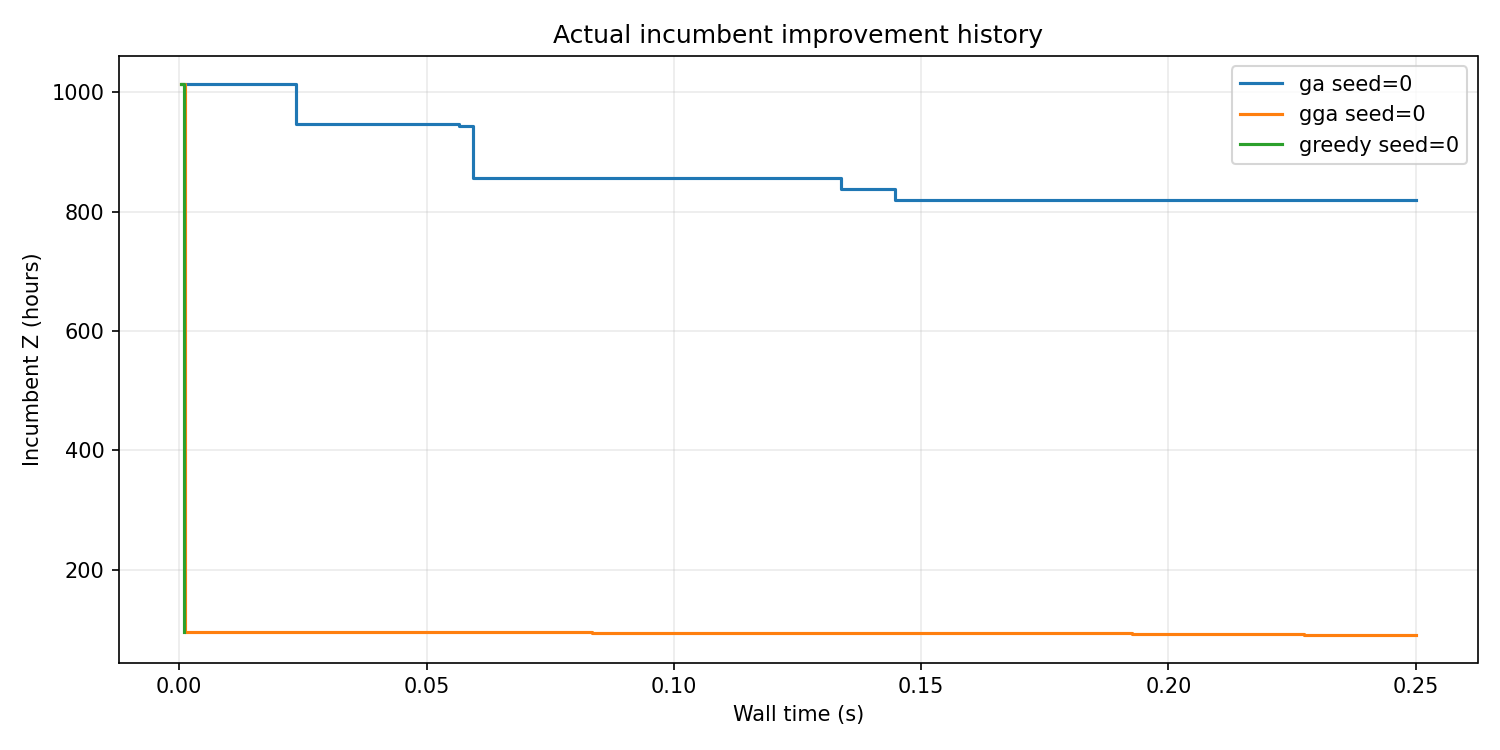 Actual incumbent improvement history
ga seed=0
gga seed=0
greedy seed=0
Incumbent Z (hours)
1000
800
600
400
200
0.00 0.05 0.10 0.15 0.20 0.25
Wall time (s)